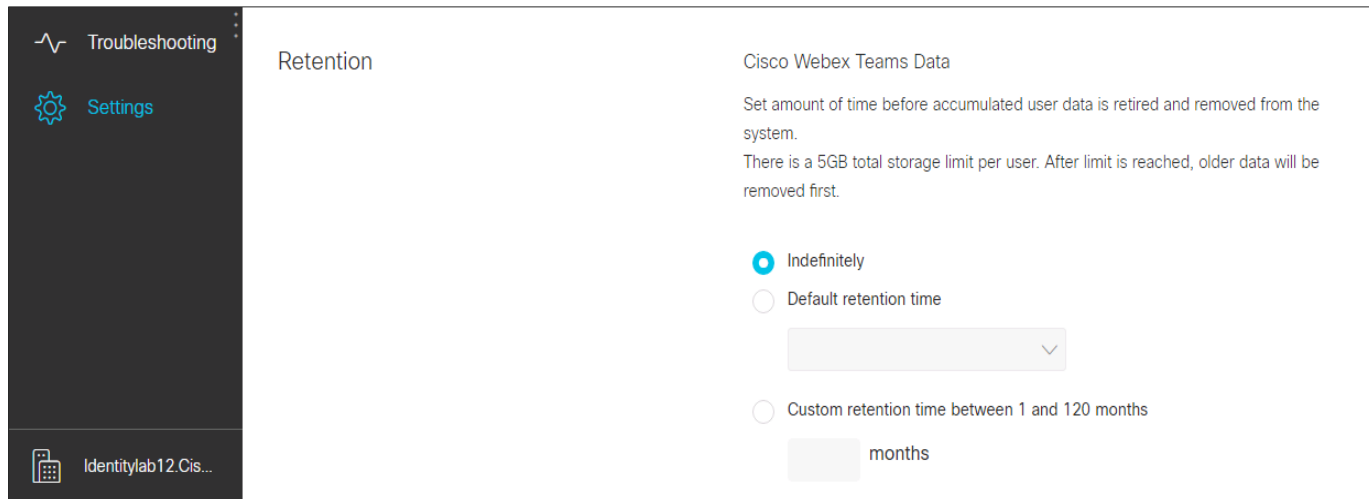 Troubleshooting
Settings
Identitylab12.Cis...
Retention
Cisco Webex Teams Data
Set amount of time before accumulated user data is retired and removed from the
system.
There is a 5GB total storage limit per user. After limit is reached, older data will be
removed first.
Indefinitely
Default retention time
Custom retention time between 1 and 120 months
months